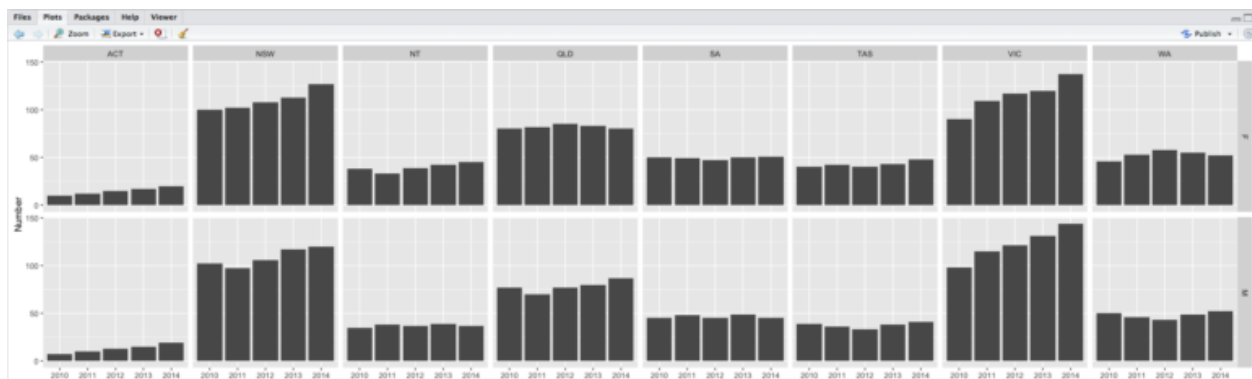 Files Plots Packages Help Viewer
Zoom Export Publish
ACT NSW NT QLD SA TAS VIC WA
150
100
50
0
F
Number
150
100
50
0
M
2010 2011 2012 2013 2014 2010 2011 2012 2013 2014 2010 2011 2012 2013 2014 2010 2011 2012 2013 2014 2010 2011 2012 2013 2014 2010 2011 2012 2013 2014 2010 2011 2012 2013 2014 2010 2011 2012 2013 2014